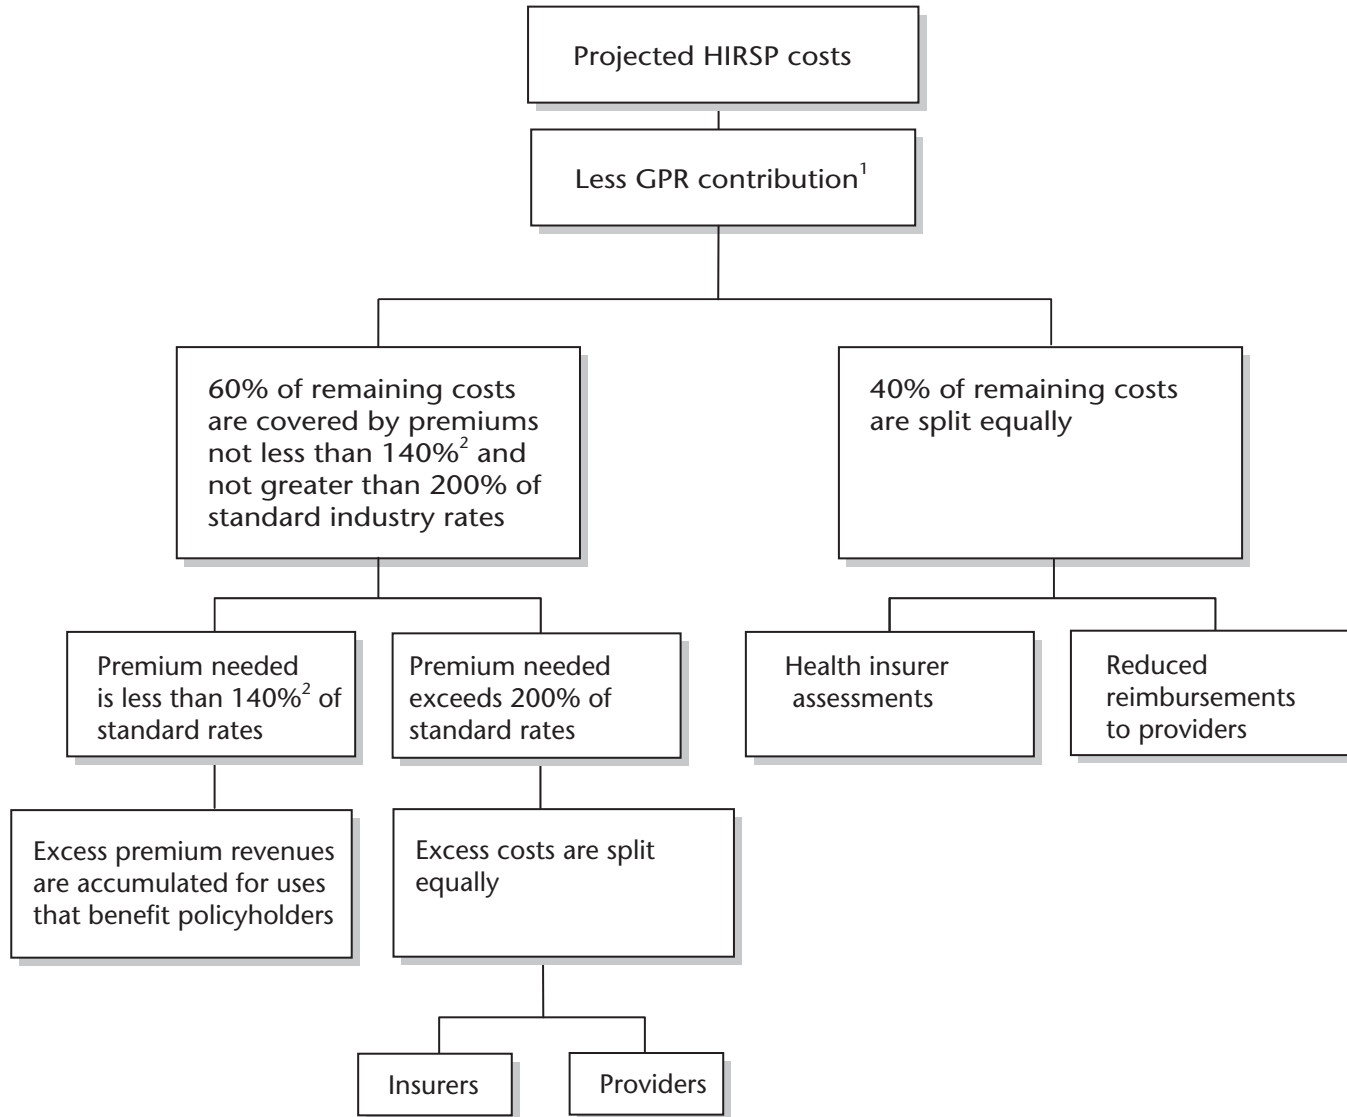 Projected HIRSP costs
Less GPR contribution¹
60% of remaining costs
are covered by premiums
not less than 140%² and
not greater than 200% of
standard industry rates
40% of remaining costs
are split equally
Premium needed
is less than 140%² of
standard rates
Premium needed
exceeds 200% of
standard rates
Health insurer
assessments
Reduced
reimbursements
to providers
Excess premium revenues
are accumulated for uses
that benefit policyholders
Excess costs are split
equally
Insurers
Providers